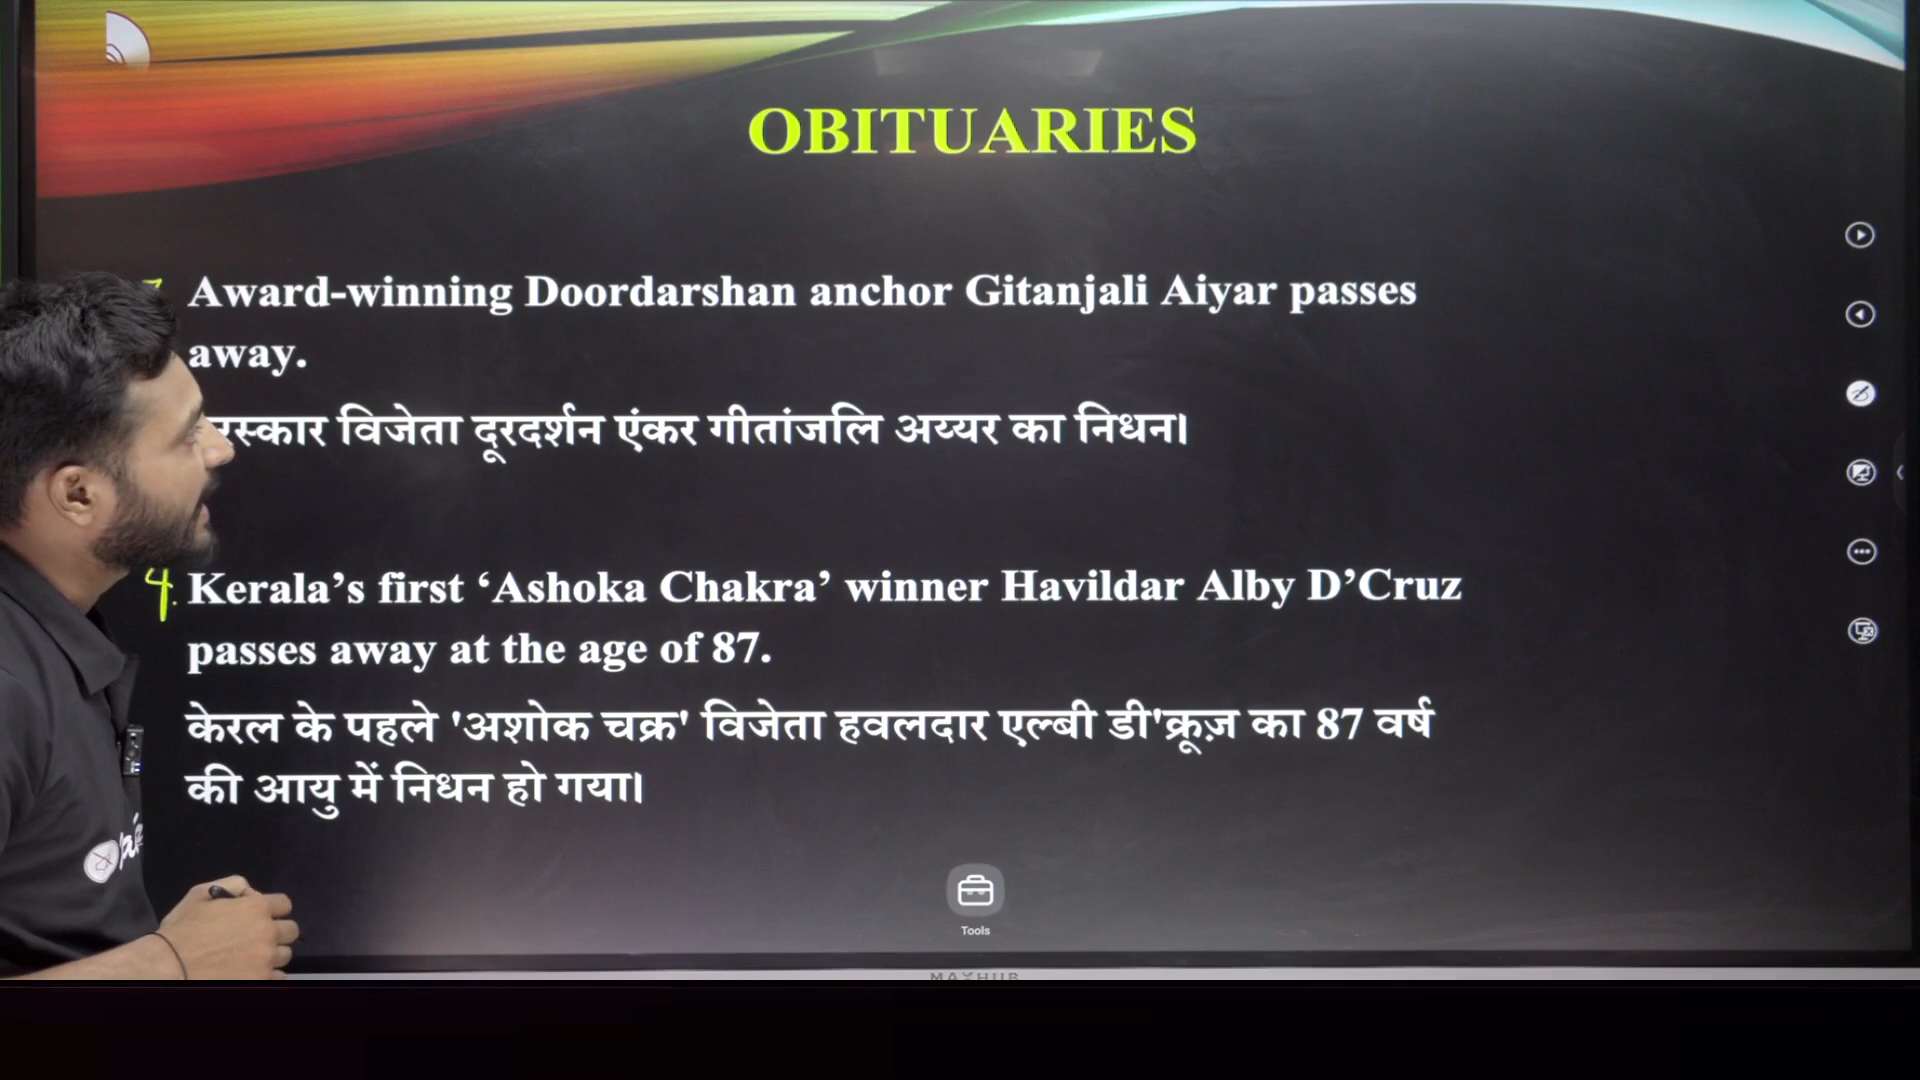 OBITUARIES
Award-winning Doordarshan anchor Gitanjali Aiyar passes
away.
विजेता दूरदर्शन एंकर गीतांजलि अय्यर का निधन।
4. Kerala’s first ‘Ashoka Chakra’ winner Havildar Alby D’Cruz
passes away at the age of 87.
केरल के पहले 'अशोक चक्र' विजेता हवलदार एल्बी डी'क्रूज़ का 87 वर्ष
की आयु में निधन हो गया।
Tools
MAXHUB